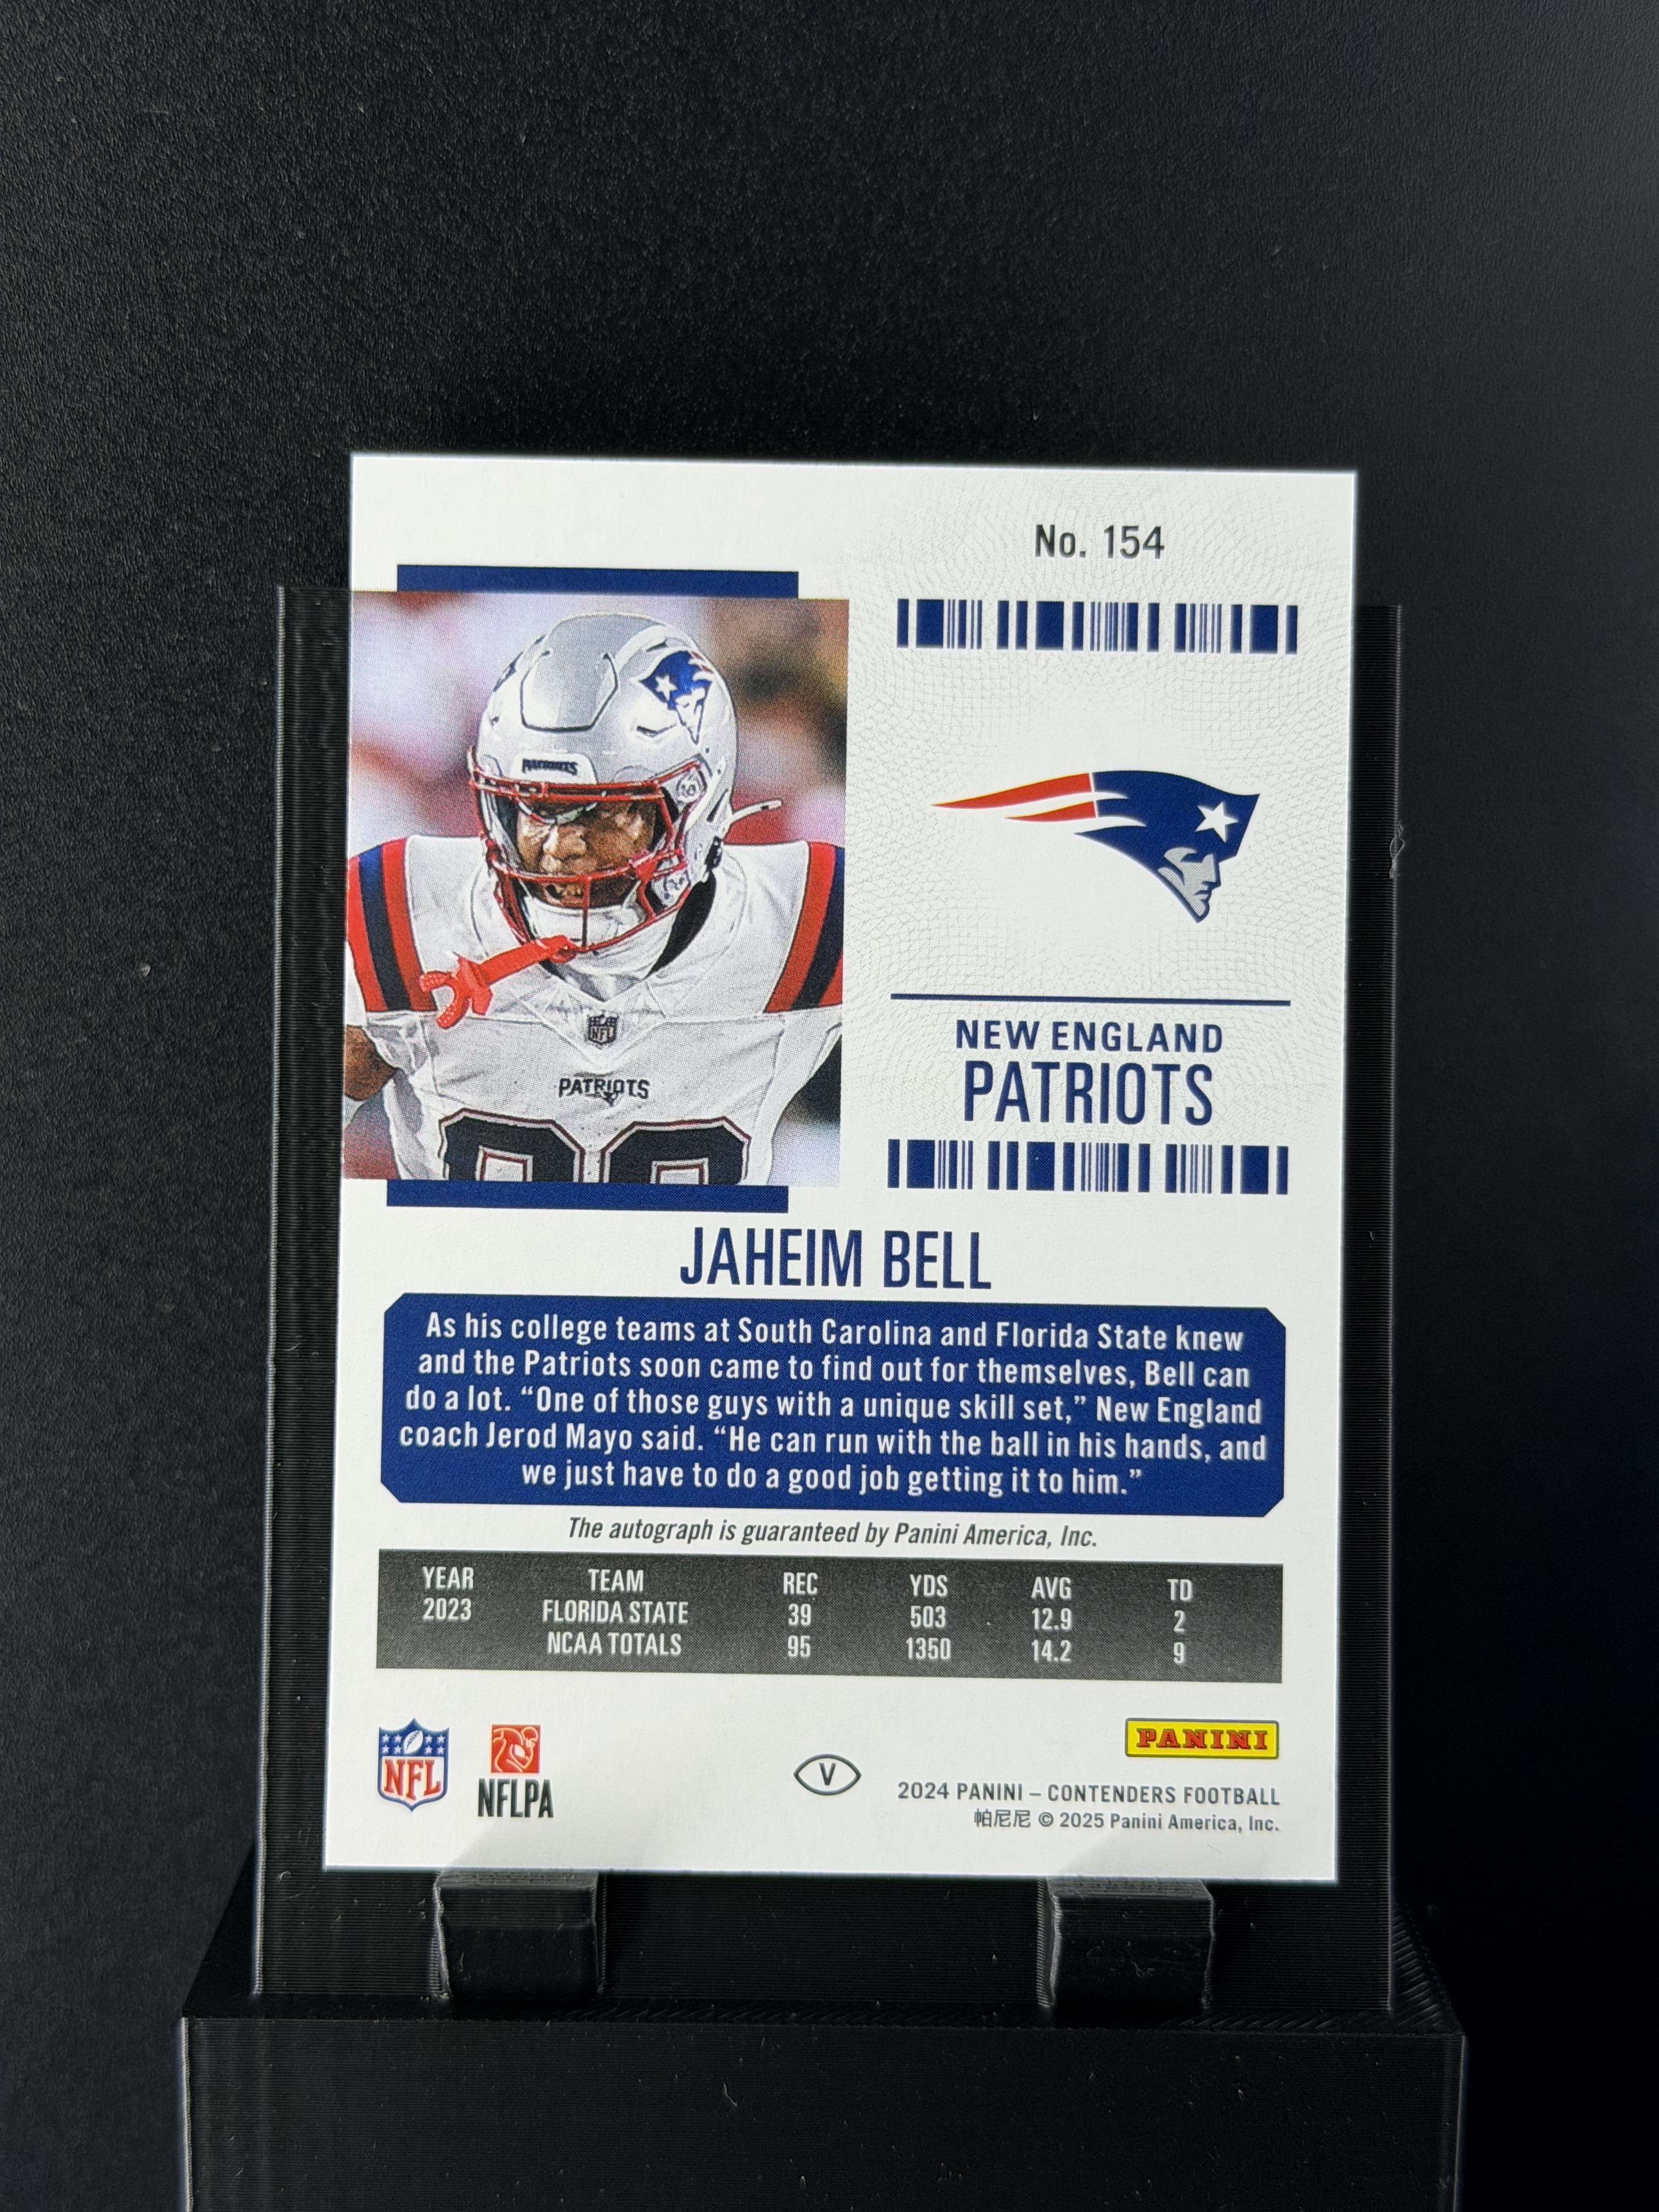 No. 154
PATRIOTS
NFL
PATRIOTS
NEW ENGLAND
PATRIOTS
JAHEIM BELL
As his college teams at South Carolina and Florida State knew
and the Patriots soon came to find out for themselves, Bell can
do a lot. “One of those guys with a unique skill set,” New England
coach Jerod Mayo said. “He can run with the ball in his hands, and
we just have to do a good job getting it to him.”
The autograph is guaranteed by Panini America, Inc.
YEAR TEAM REC YDS AVG TD
2023 FLORIDA STATE 39 503 12.9 2
NCAA TOTALS 95 1350 14.2 9
NFL
NFLPA
V
PANINI
2024 PANINI – CONTENDERS FOOTBALL
帕尼尼 © 2025 Panini America, Inc.